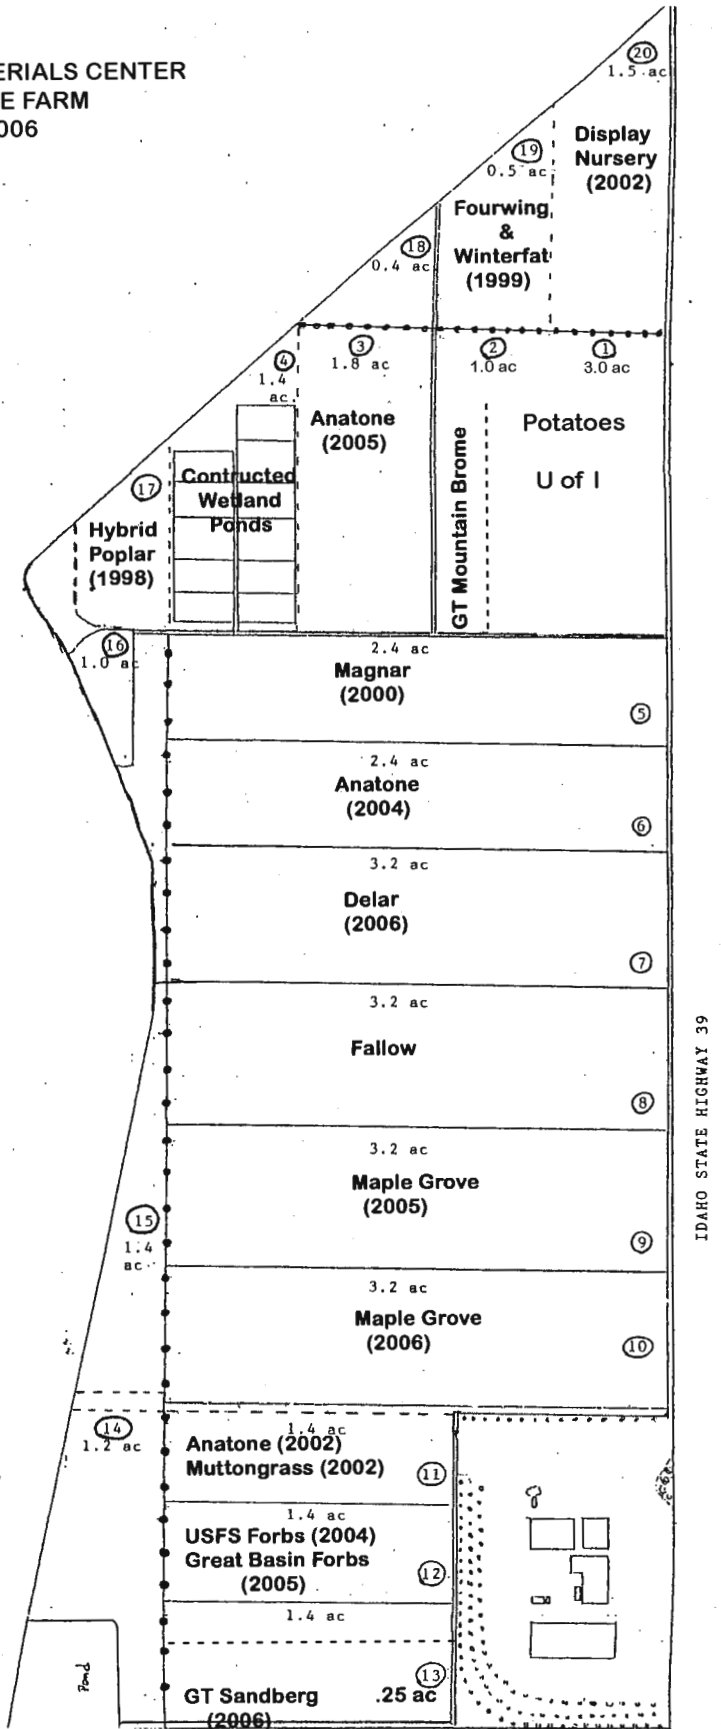 ERIALS CENTER
E FARM
006
20
1.5 ac
Display
Nursery
(2002)
19
0.5 ac
Fourwing
&
Winterfat
(1999)
18
0.4 ac
4
1.4
ac.
3
1.8 ac
2
1.0 ac
1
3.0 ac
Anatone
(2005)
Potatoes
U of I
GT Mountain Brome
17
Contructed
Wetland
Ponds
Hybrid
Poplar
(1998)
16
1.0 ac
2.4 ac
Magnar
(2000)
5
2.4 ac
Anatone
(2004)
6
3.2 ac
Delar
(2006)
7
3.2 ac
Fallow
8
IDAHO STATE HIGHWAY 39
3.2 ac
Maple Grove
(2005)
9
15
1.4
ac
3.2 ac
Maple Grove
(2006)
10
14
1.2 ac
1.4 ac
Anatone (2002)
Muttongrass (2002)
11
1.4 ac
USFS Forbs (2004)
Great Basin Forbs
(2005)
12
1.4 ac
13
Pond
GT Sandberg .25 ac
(2006)